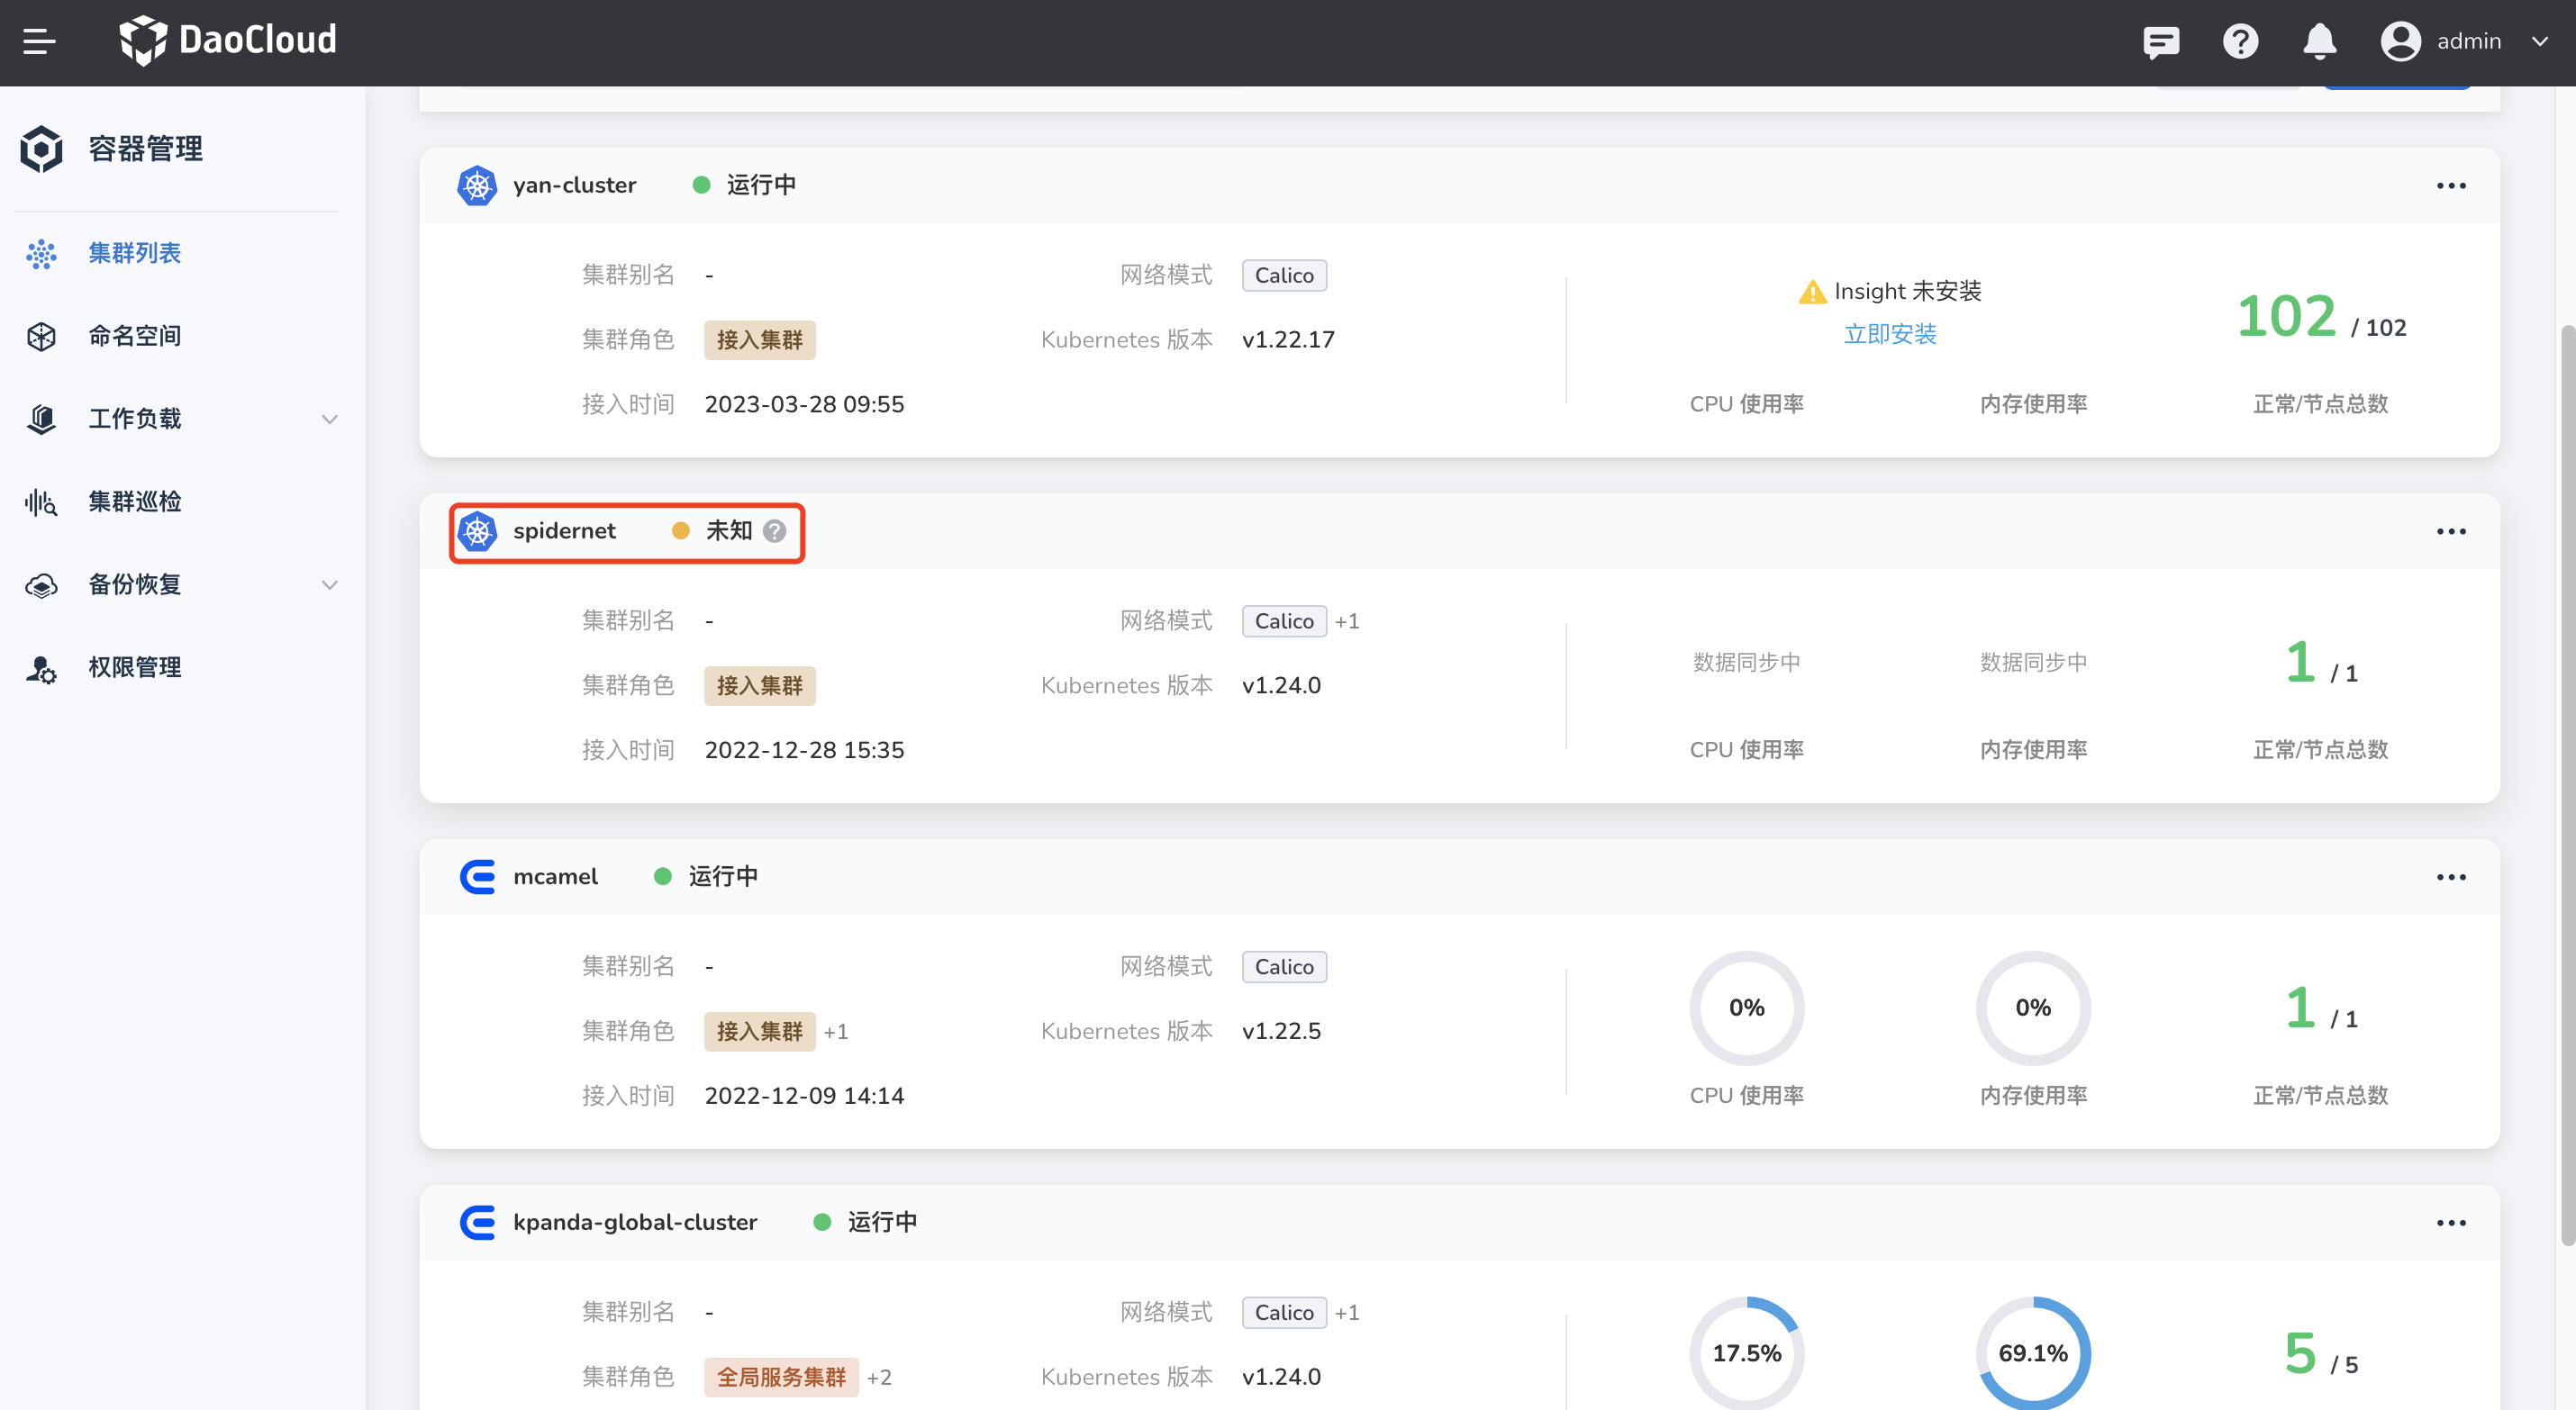 DaoCloud
admin
容器管理
集群列表
命名空间
工作负载
集群巡检
备份恢复
权限管理
yan-cluster 运行中
集群别名 - 网络模式 Calico
集群角色 接入集群 Kubernetes 版本 v1.22.17
接入时间 2023-03-28 09:55
Insight 未安装
立即安装
102 / 102
CPU 使用率 内存使用率 正常/节点总数
spidernet 未知 ?
集群别名 - 网络模式 Calico +1
集群角色 接入集群 Kubernetes 版本 v1.24.0
接入时间 2022-12-28 15:35
数据同步中 数据同步中 1 / 1
CPU 使用率 内存使用率 正常/节点总数
mcamel 运行中
集群别名 - 网络模式 Calico
集群角色 接入集群 +1 Kubernetes 版本 v1.22.5
接入时间 2022-12-09 14:14
0% 0% 1 / 1
CPU 使用率 内存使用率 正常/节点总数
kpanda-global-cluster 运行中
集群别名 - 网络模式 Calico +1
集群角色 全局服务集群 +2 Kubernetes 版本 v1.24.0
17.5% 69.1% 5 / 5